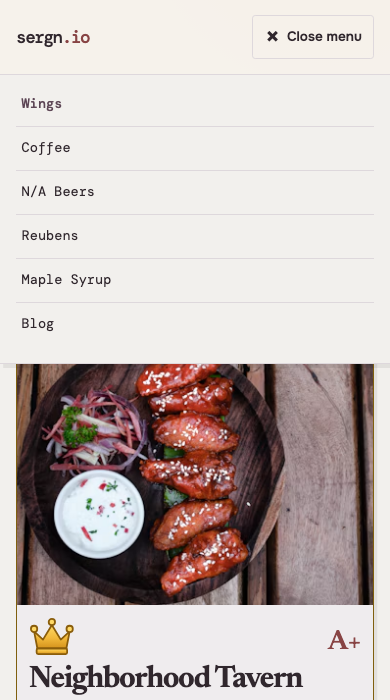 sergn.io
Close menu
Wings
Coffee
N/A Beers
Reubens
Maple Syrup
Blog
A+
Neighborhood Tavern